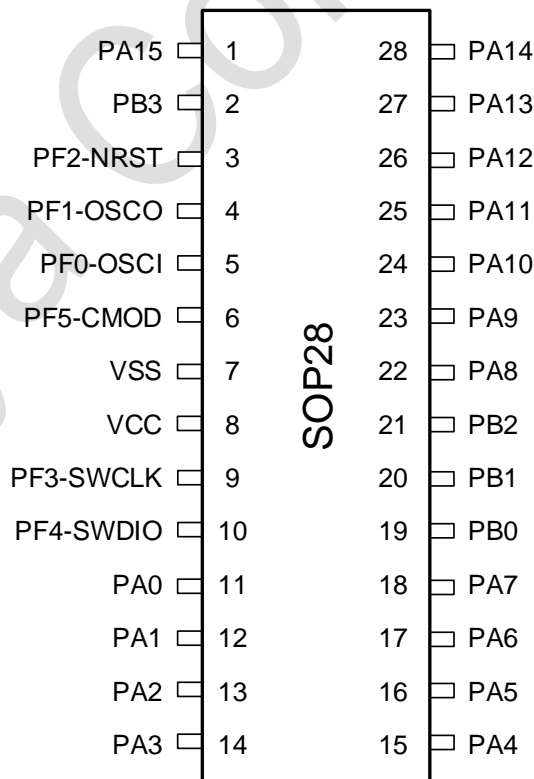 PA15 1 28 PA14
PB3 2 27 PA13
PF2-NRST 3 26 PA12
PF1-OSCO 4 25 PA11
PF0-OSCI 5 24 PA10
PF5-CMOD 6 23 PA9
VSS 7 22 PA8
VCC 8 21 PB2
PF3-SWCLK 9 20 PB1
PF4-SWDIO 10 19 PB0
PA0 11 18 PA7
PA1 12 17 PA6
PA2 13 16 PA5
PA3 14 15 PA4
SOP28